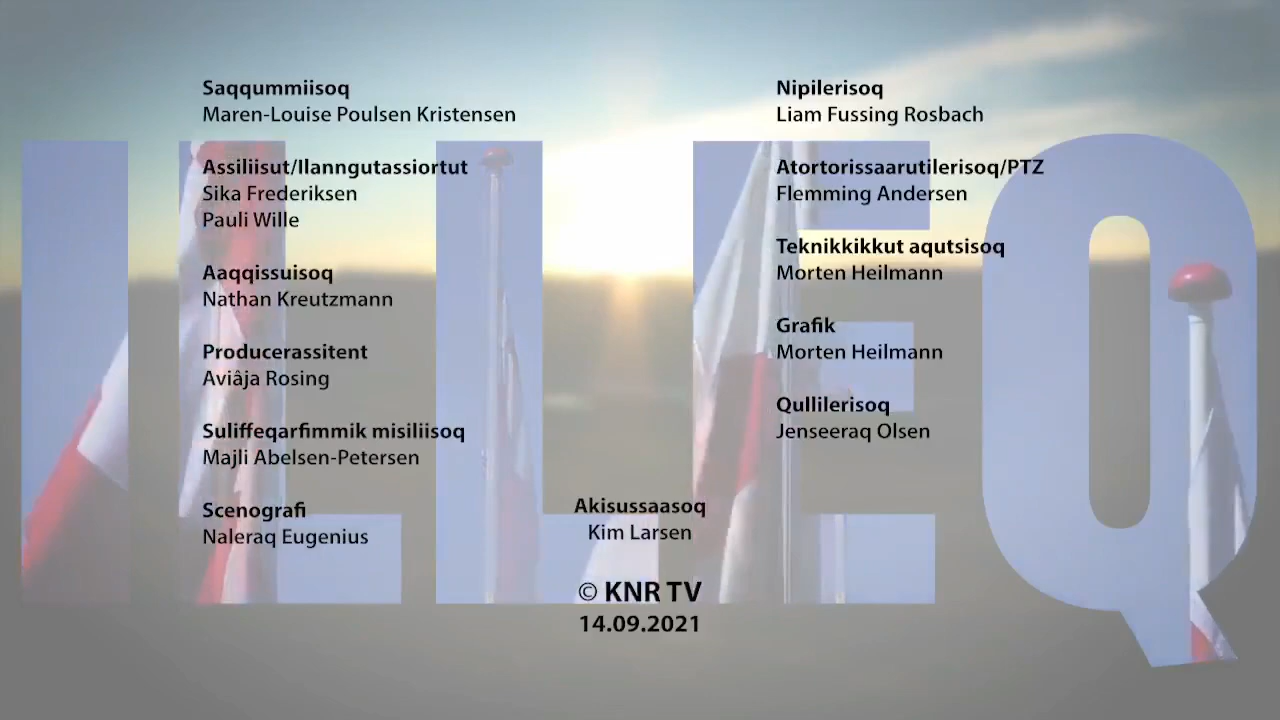 Saqqummiisoq
Maren-Louise Poulsen Kristensen
Assiliisut/Ilanngutassiortut
Sika Frederiksen
Pauli Wille
Aaqqissuisoq
Nathan Kreutzmann
Producerassitent
Aviâja Rosing
Suliffeqarfimmik misiliisoq
Majli Abelsen-Petersen
Scenografi
Naleraq Eugenius
Nipilerisoq
Liam Fussing Rosbach
Atortorissaarutilerisoq/PTZ
Flemming Andersen
Teknikkikkut aqutsisoq
Morten Heilmann
Grafik
Morten Heilmann
Qullilerisoq
Jenseeraq Olsen
Akisussaasoq
Kim Larsen
© KNR TV
14.09.2021
ILLEQ